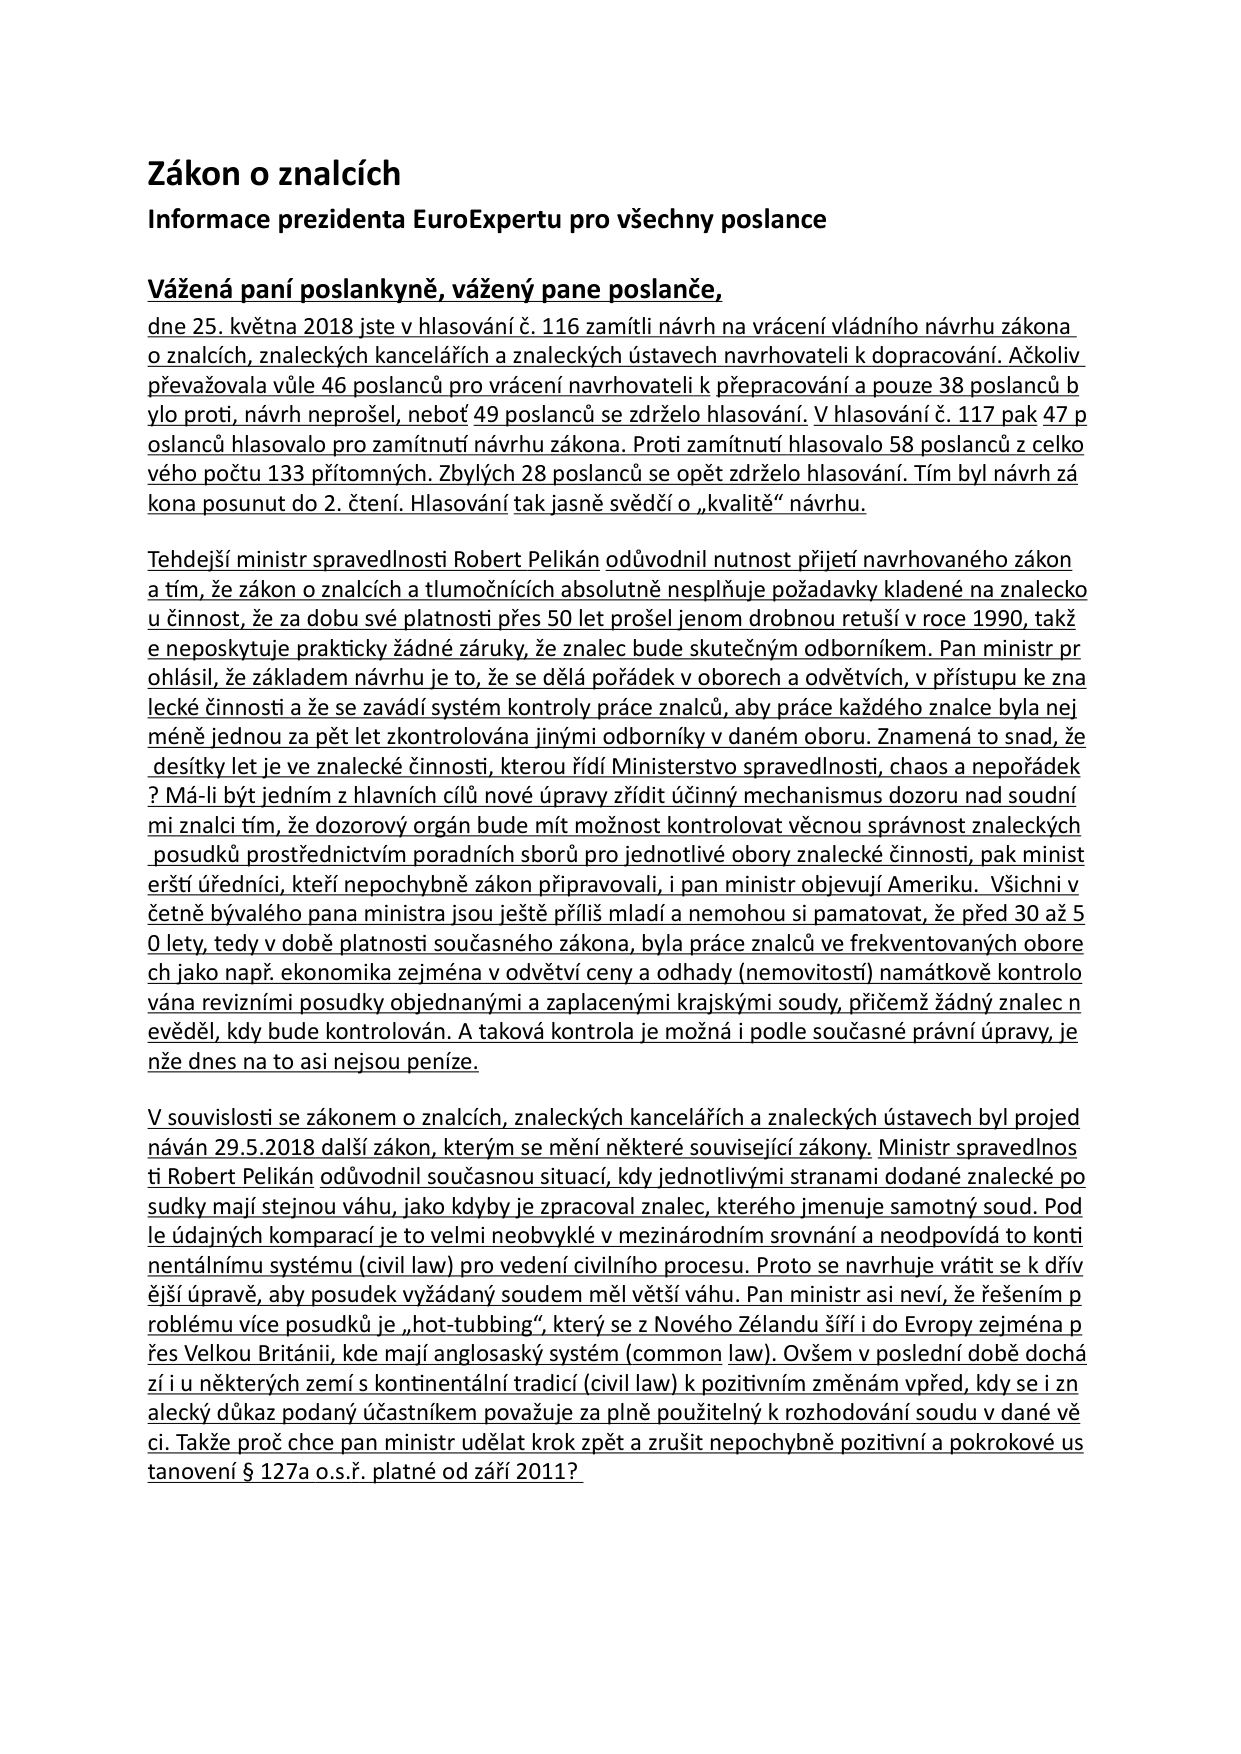 Zákon o znalcích
Informace prezidenta EuroExpertu pro všechny poslance
Vážená paní poslankyně, vážený pane poslanče,
dne 25. května 2018 jste v hlasování č. 116 zamítli návrh na vrácení vládního návrhu zákona
o znalcích, znaleckých kancelářích a znaleckých ústavech navrhovateli k dopracování. Ačkoliv
převažovala vůle 46 poslanců pro vrácení navrhovateli k přepracování a pouze 38 poslanců b
ylo proti, návrh neprošel, neboť 49 poslanců se zdrželo hlasování. V hlasování č. 117 pak 47 p
oslanců hlasovalo pro zamítnutí návrhu zákona. Proti zamítnutí hlasovalo 58 poslanců z celko
vého počtu 133 přítomných. Zbylých 28 poslanců se opět zdrželo hlasování. Tím byl návrh zá
kona posunut do 2. čtení. Hlasování tak jasně svědčí o „kvalitě“ návrhu.
Tehdejší ministr spravedlnosti Robert Pelikán odůvodnil nutnost přijetí navrhovaného zákon
a tím, že zákon o znalcích a tlumočnících absolutně nesplňuje požadavky kladené na znalecko
u činnost, že za dobu své platnosti přes 50 let prošel jenom drobnou retuší v roce 1990, takž
e neposkytuje prakticky žádné záruky, že znalec bude skutečným odborníkem. Pan ministr pr
ohlásil, že základem návrhu je to, že se dělá pořádek v oborech a odvětvích, v přístupu ke zna
lecké činnosti a že se zavádí systém kontroly práce znalců, aby práce každého znalce byla nej
méně jednou za pět let zkontrolována jinými odborníky v daném oboru. Znamená to snad, že
desítky let je ve znalecké činnosti, kterou řídí Ministerstvo spravedlnosti, chaos a nepořádek
? Má-li být jedním z hlavních cílů nové úpravy zřídit účinný mechanismus dozoru nad soudní
mi znalci tím, že dozorový orgán bude mít možnost kontrolovat věcnou správnost znaleckých
posudků prostřednictvím poradních sborů pro jednotlivé obory znalecké činnosti, pak minist
erští úředníci, kteří nepochybně zákon připravovali, i pan ministr objevují Ameriku.  Všichni v
četně bývalého pana ministra jsou ještě příliš mladí a nemohou si pamatovat, že před 30 až 5
0 lety, tedy v době platnosti současného zákona, byla práce znalců ve frekventovaných obore
ch jako např. ekonomika zejména v odvětví ceny a odhady (nemovitostí) namátkově kontrolo
vána revizními posudky objednanými a zaplacenými krajskými soudy, přičemž žádný znalec n
evěděl, kdy bude kontrolován. A taková kontrola je možná i podle současné právní úpravy, je
nže dnes na to asi nejsou peníze.
V souvislosti se zákonem o znalcích, znaleckých kancelářích a znaleckých ústavech byl projed
náván 29.5.2018 další zákon, kterým se mění některé související zákony. Ministr spravedlnos
ti Robert Pelikán odůvodnil současnou situací, kdy jednotlivými stranami dodané znalecké po
sudky mají stejnou váhu, jako kdyby je zpracoval znalec, kterého jmenuje samotný soud. Pod
le údajných komparací je to velmi neobvyklé v mezinárodním srovnání a neodpovídá to konti
nentálnímu systému (civil law) pro vedení civilního procesu. Proto se navrhuje vrátit se k dřív
ější úpravě, aby posudek vyžádaný soudem měl větší váhu. Pan ministr asi neví, že řešením p
roblému více posudků je „hot-tubbing“, který se z Nového Zélandu šíří i do Evropy zejména p
řes Velkou Británii, kde mají anglosaský systém (common law). Ovšem v poslední době dochá
zí i u některých zemí s kontinentální tradicí (civil law) k pozitivním změnám vpřed, kdy se i zn
alecký důkaz podaný účastníkem považuje za plně použitelný k rozhodování soudu v dané vě
ci. Takže proč chce pan ministr udělat krok zpět a zrušit nepochybně pozitivní a pokrokové us
tanovení § 127a o.s.ř. platné od září 2011?